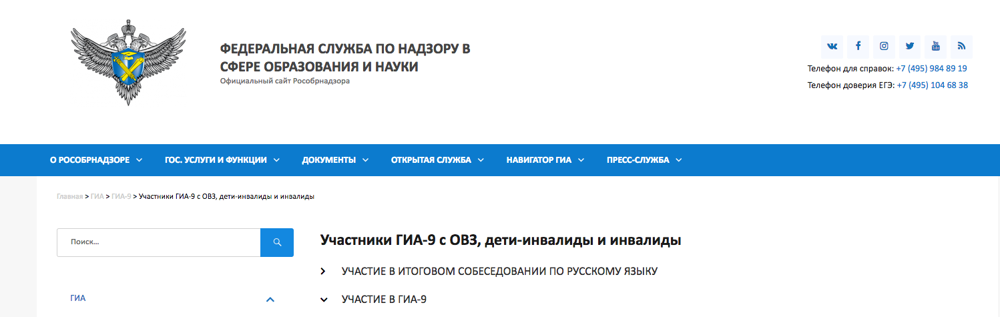 ФЕДЕРАЛЬНАЯ СЛУЖБА ПО НАДЗОРУ В
СФЕРЕ ОБРАЗОВАНИЯ И НАУКИ
Официальный сайт Рособрнадзора
Телефон для справок: +7 (495) 984 89 19
Телефон доверия ЕГЭ: +7 (495) 104 68 38
О РОСОБРНАДЗОРЕ ГОС. УСЛУГИ И ФУНКЦИИ ДОКУМЕНТЫ ОТКРЫТАЯ СЛУЖБА НАВИГАТОР ГИА ПРЕСС-СЛУЖБА
Главная > ГИА > ГИА-9 > Участники ГИА-9 с ОВЗ, дети-инвалиды и инвалиды
Поиск...
ГИА
Участники ГИА-9 с ОВЗ, дети-инвалиды и инвалиды
УЧАСТИЕ В ИТОГОВОМ СОБЕСЕДОВАНИИ ПО РУССКОМУ ЯЗЫКУ
УЧАСТИЕ В ГИА-9